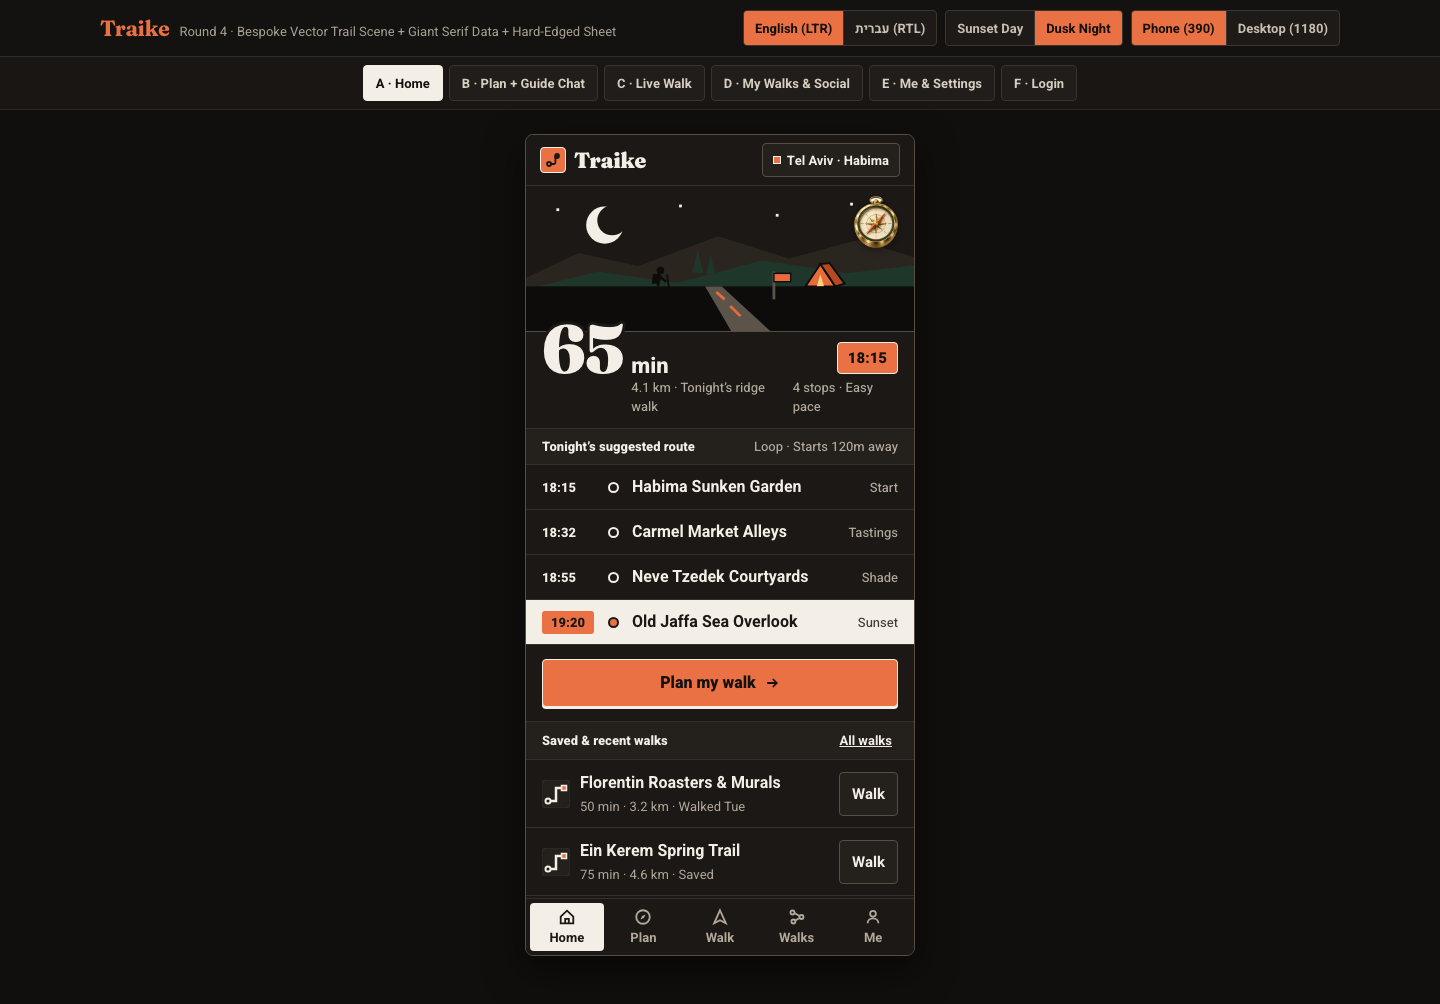 Traike Round 4 · Bespoke Vector Trail Scene + Giant Serif Data + Hard-Edged Sheet
English (LTR) עברית (RTL) Sunset Day Dusk Night Phone (390) Desktop (1180)
A · Home B · Plan + Guide Chat C · Live Walk D · My Walks & Social E · Me & Settings F · Login
Traike Tel Aviv · Habima
65 min 18:15
4.1 km · Tonight’s ridge walk
4 stops · Easy pace
Tonight’s suggested route Loop · Starts 120m away
18:15 Habima Sunken Garden Start
18:32 Carmel Market Alleys Tastings
18:55 Neve Tzedek Courtyards Shade
19:20 Old Jaffa Sea Overlook Sunset
Plan my walk →
Saved & recent walks All walks
Florentin Roasters & Murals
50 min · 3.2 km · Walked Tue
Walk
Ein Kerem Spring Trail
75 min · 4.6 km · Saved
Walk
Home Plan Walk Walks Me